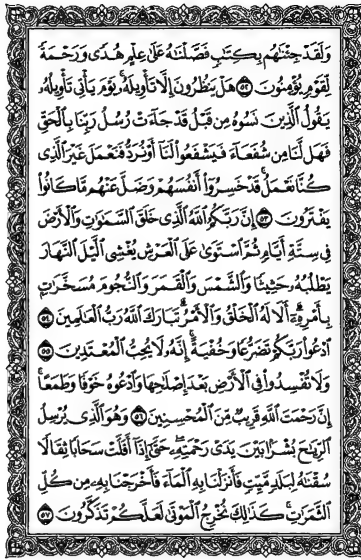 وَلَقَدْ جِئْنَٰهُم بِكِتَٰبٍ فَصَّلْنَٰهُ عَلَىٰ عِلْمٍ هُدًى وَرَحْمَةً
لِّقَوْمٍ يُؤْمِنُونَ ٥٢ هَلْ يَنظُرُونَ إِلَّا تَأْوِيلَهُۥ يَوْمَ يَأْتِى تَأْوِيلُهُۥ
يَقُولُ ٱلَّذِينَ نَسُوهُ مِن قَبْلُ قَدْ جَآءَتْ رُسُلُ رَبِّنَا بِٱلْحَقِّ
فَهَل لَّنَا مِن شُفَعَآءَ فَيَشْفَعُوا۟ لَنَآ أَوْ نُرَدُّ فَنَعْمَلَ غَيْرَ ٱلَّذِى
كُنَّا نَعْمَلُ قَدْ خَسِرُوٓا۟ أَنفُسَهُمْ وَضَلَّ عَنْهُم مَّا كَانُوا۟
يَفْتَرُونَ ٥٣ إِنَّ رَبَّكُمُ ٱللَّهُ ٱلَّذِى خَلَقَ ٱلسَّمَٰوَٰتِ وَٱلْأَرْضَ
فِى سِتَّةِ أَيَّامٍ ثُمَّ ٱسْتَوَىٰ عَلَى ٱلْعَرْشِ يُغْشِى ٱلَّيْلَ ٱلنَّهَارَ
يَطْلُبُهُۥ حَثِيثًا وَٱلشَّمْسَ وَٱلْقَمَرَ وَٱلنُّجُومَ مُسَخَّرَٰتٍۭ
بِأَمْرِهِۦٓ أَلَا لَهُ ٱلْخَلْقُ وَٱلْأَمْرُ تَبَارَكَ ٱللَّهُ رَبُّ ٱلْعَٰلَمِينَ ٥٤
ٱدْعُوا۟ رَبَّكُمْ تَضَرُّعًا وَخُفْيَةً إِنَّهُۥ لَا يُحِبُّ ٱلْمُعْتَدِينَ ٥٥
وَلَا تُفْسِدُوا۟ فِى ٱلْأَرْضِ بَعْدَ إِصْلَٰحِهَا وَٱدْعُوهُ خَوْفًا وَطَمَعًا
إِنَّ رَحْمَتَ ٱللَّهِ قَرِيبٌ مِّنَ ٱلْمُحْسِنِينَ ٥٦ وَهُوَ ٱلَّذِى يُرْسِلُ
ٱلرِّيَٰحَ بُشْرًۢا بَيْنَ يَدَىْ رَحْمَتِهِۦ حَتَّىٰٓ إِذَآ أَقَلَّتْ سَحَابًا ثِقَالًا
سُقْنَٰهُ لِبَلَدٍ مَّيِّتٍ فَأَنزَلْنَا بِهِ ٱلْمَآءَ فَأَخْرَجْنَا بِهِۦ مِن كُلِّ
ٱلثَّمَرَٰتِ كَذَٰلِكَ نُخْرِجُ ٱلْمَوْتَىٰ لَعَلَّكُمْ تَذَكَّرُونَ ٥٧